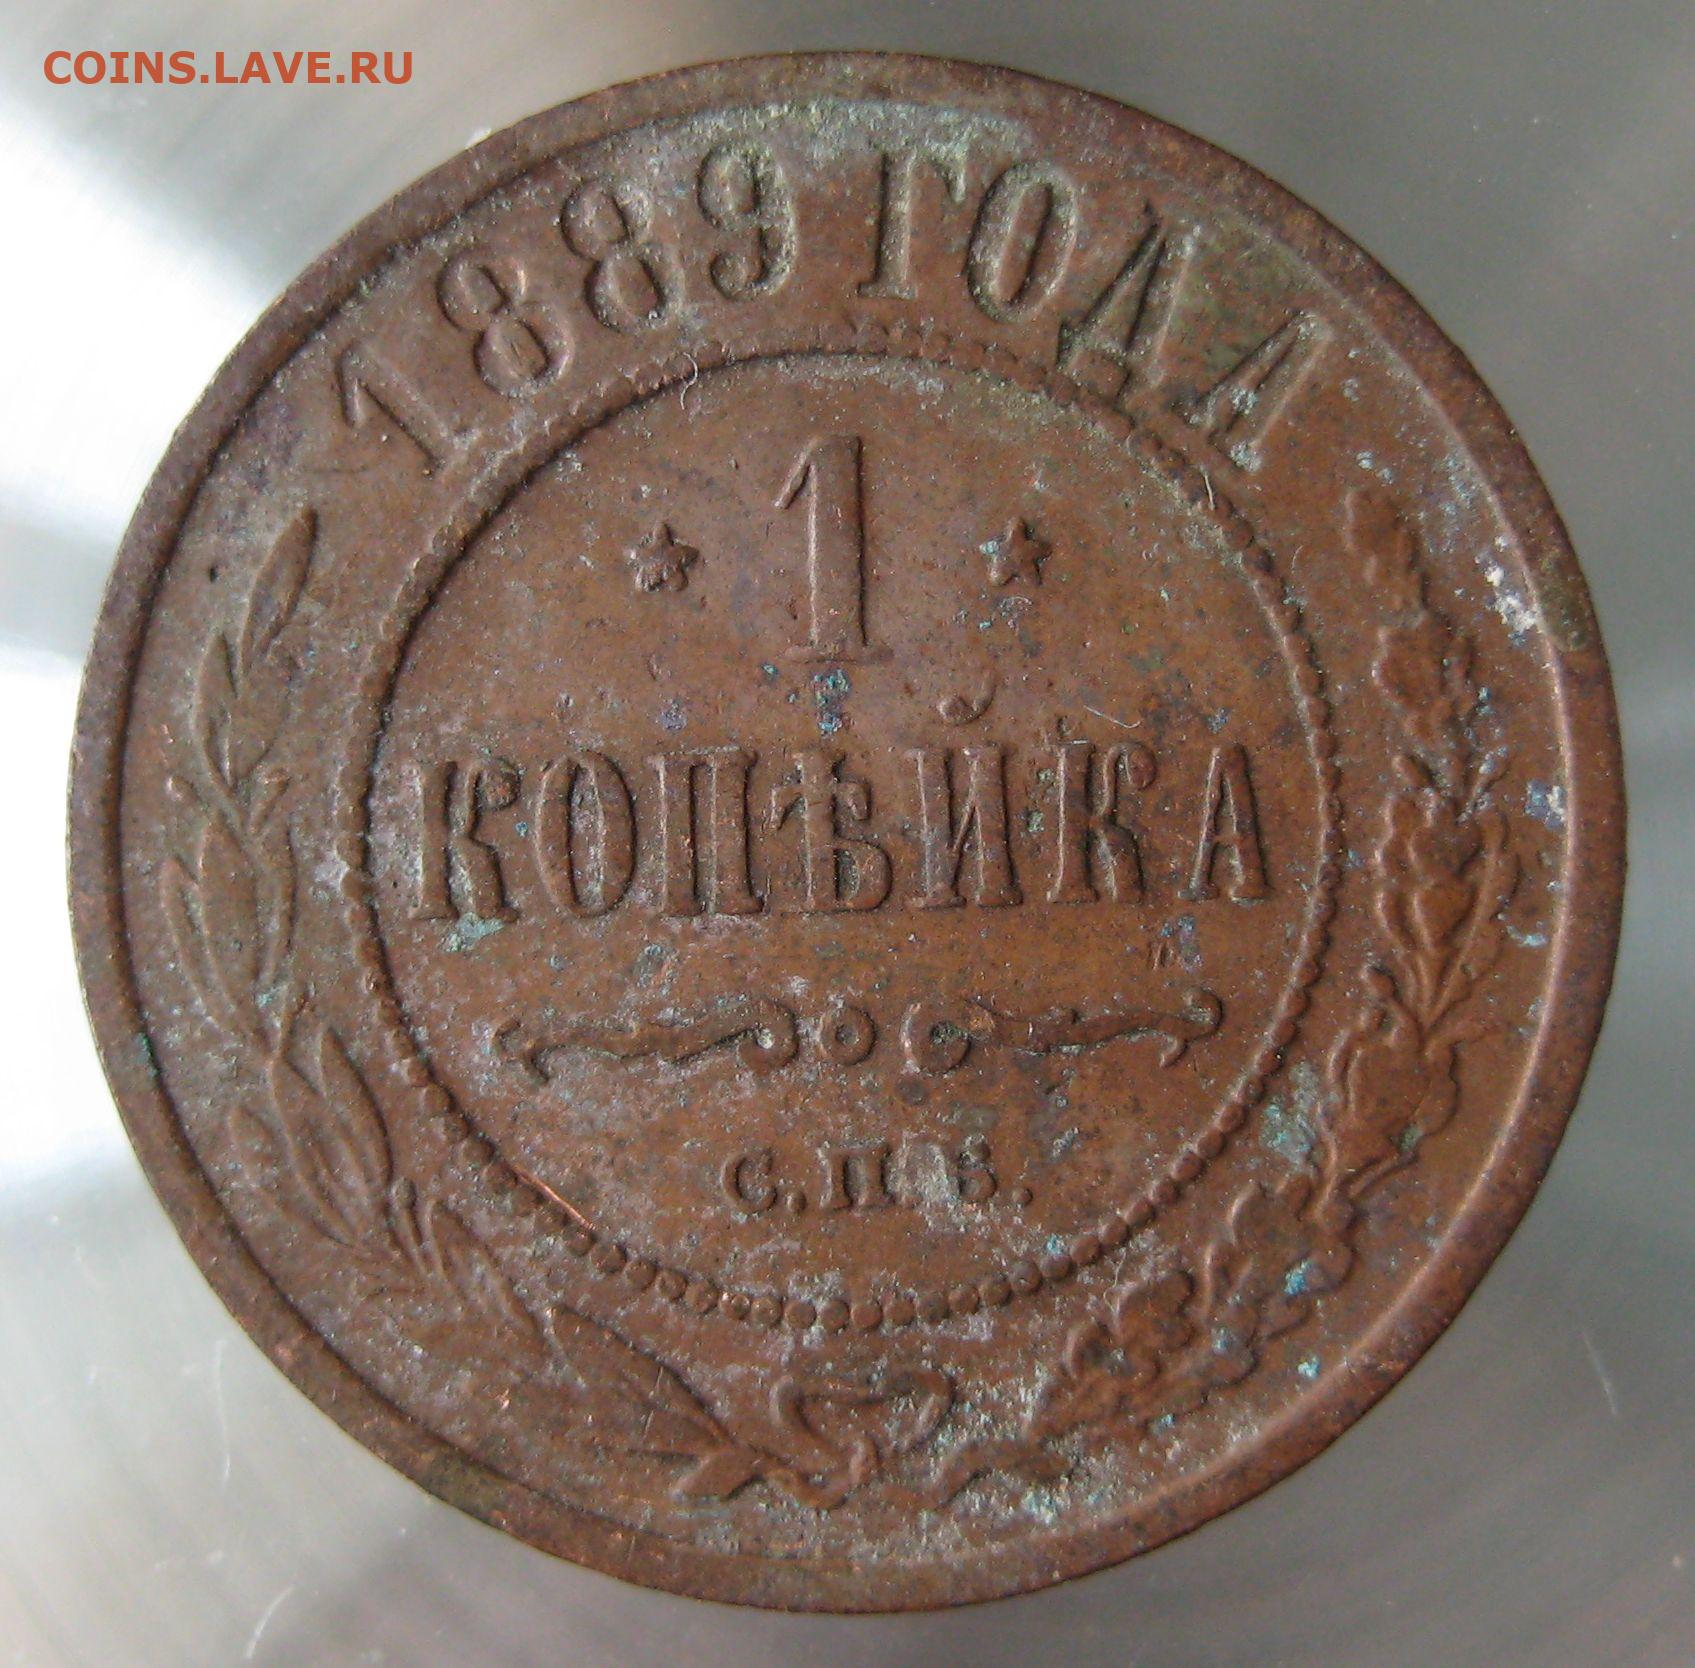 COINS.LAVE.RU
1889 ГОДА
1
КОПѢЙКА
С.П.Б.